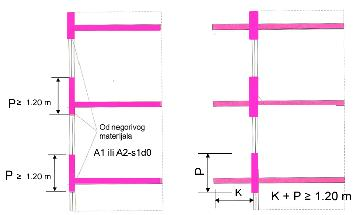 P ≥ 1.20 m
Od negorivog
materijala
A1 ili A2-s1d0
P ≥ 1.20 m
P
K
K + P ≥ 1.20 m